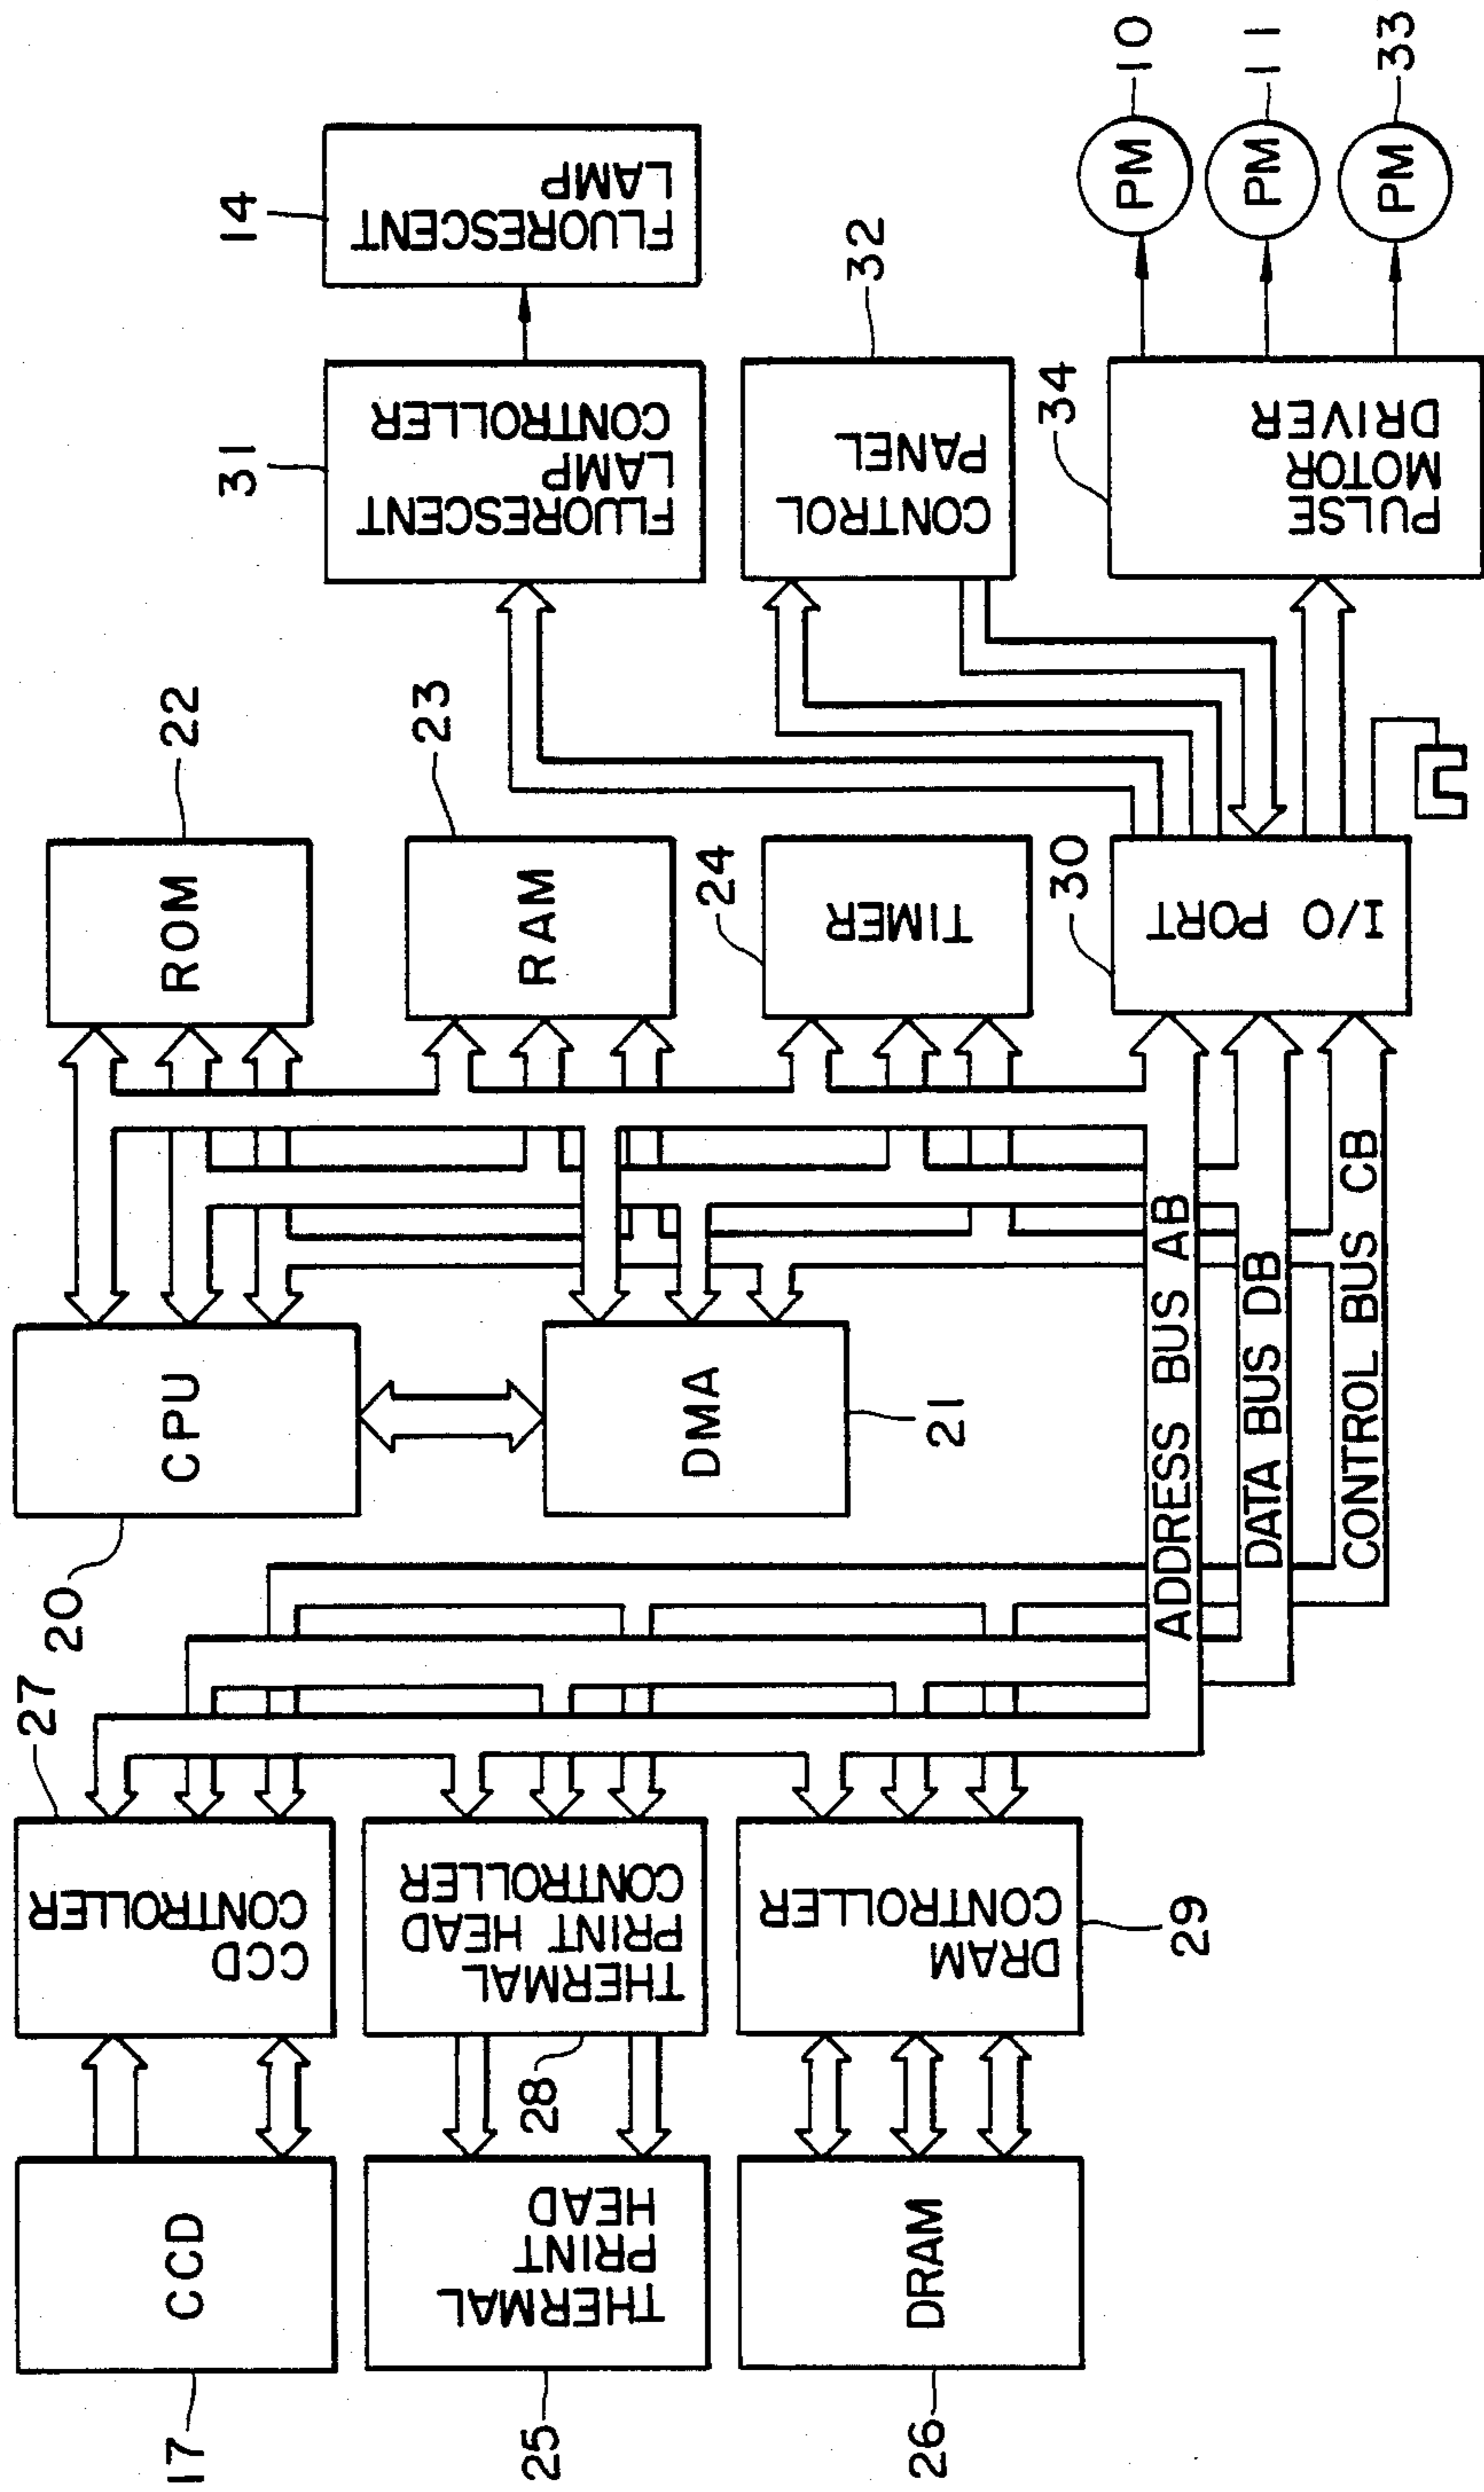 17
CCD
27
CCD
CONTROLLER
20
CPU
22
ROM
14
FLUORESCENT
LAMP
31
FLUORESCENT
LAMP
CONTROLLER
25
THERMAL
PRINT
HEAD
28
THERMAL
PRINT HEAD
CONTROLLER
DMA
21
23
RAM
32
CONTROL
PANEL
26
DRAM
DRAM
CONTROLLER
29
24
TIMER
ADDRESS BUS AB
DATA BUS DB
CONTROL BUS CB
30
I/O PORT
34
PULSE
MOTOR
DRIVER
PM
10
PM
11
PM
33